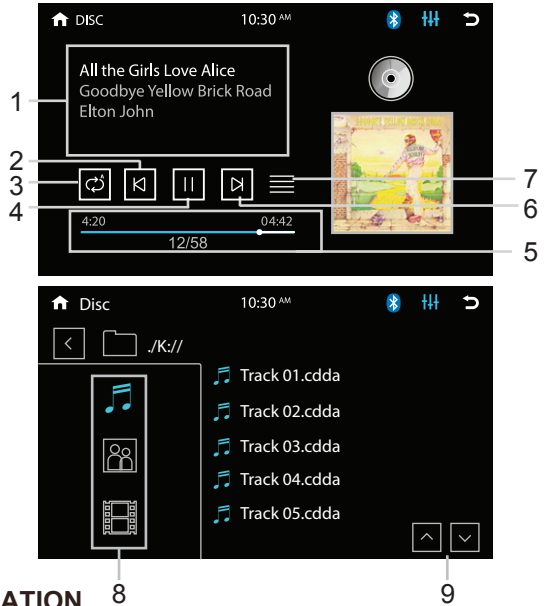 DISC 10:30 AM
1
All the Girls Love Alice
Goodbye Yellow Brick Road
Elton John
2
3
4
7
6
4:20 04:42
12/58
5
Disc 10:30 AM
./K://
Track 01.cdda
Track 02.cdda
Track 03.cdda
Track 04.cdda
Track 05.cdda
ATION 8 9